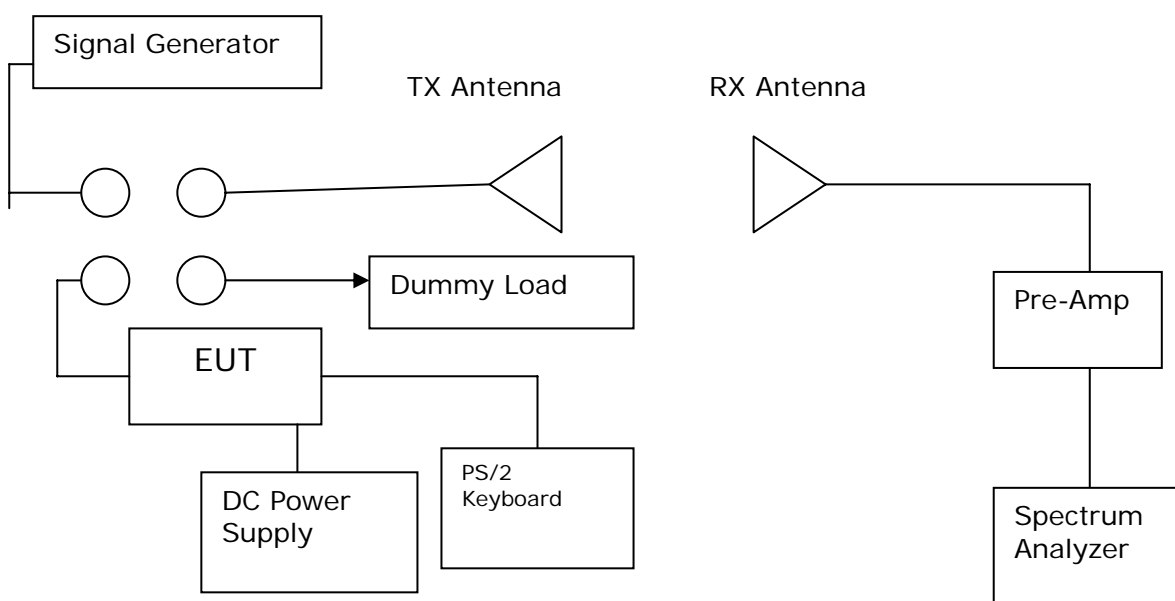 Signal Generator
TX Antenna
RX Antenna
Dummy Load
Pre-Amp
EUT
PS/2
Keyboard
DC Power
Supply
Spectrum
Analyzer